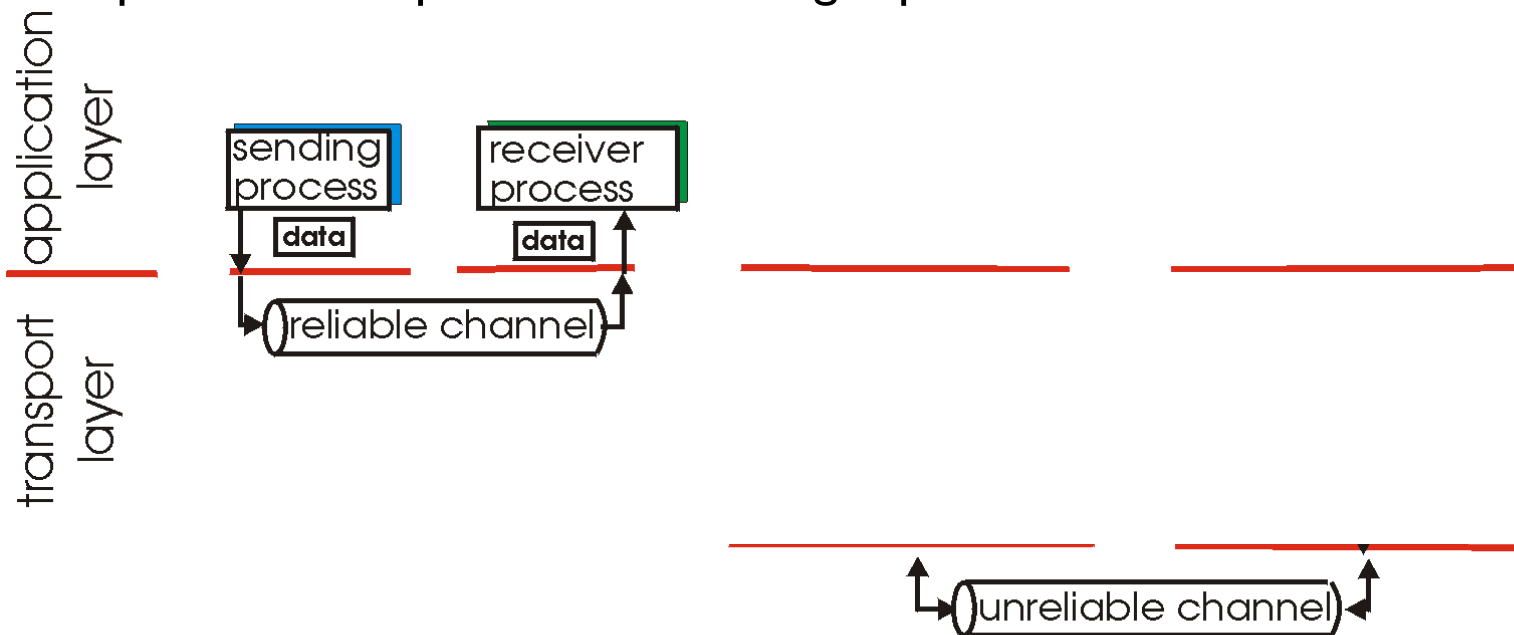 application
layer
sending
process
receiver
process
data
data
reliable channel
transport
layer
unreliable channel